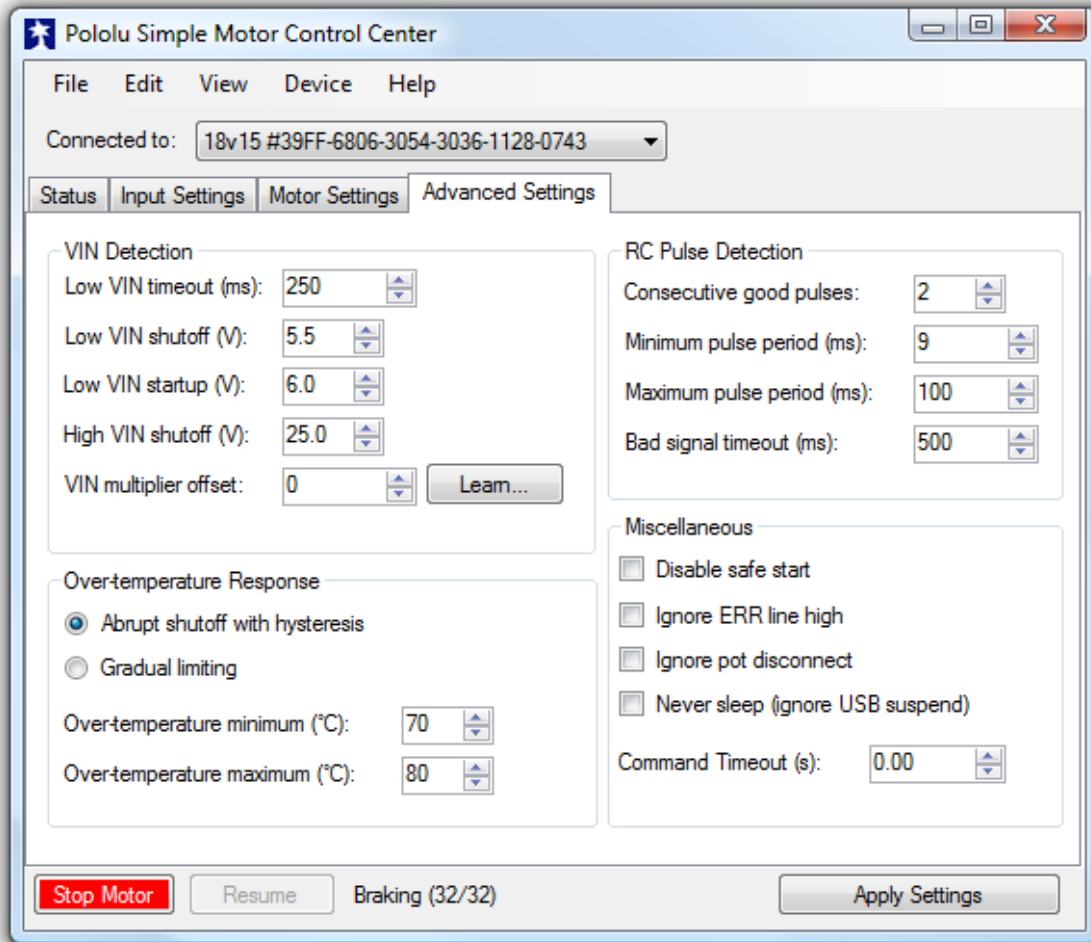 Pololu Simple Motor Control Center
File Edit View Device Help
Connected to: 18v15 #39FF-6806-3054-3036-1128-0743
Status Input Settings Motor Settings Advanced Settings
VIN Detection
Low VIN timeout (ms): 250
Low VIN shutoff (V): 5.5
Low VIN startup (V): 6.0
High VIN shutoff (V): 25.0
VIN multiplier offset: 0 Learn...
Over-temperature Response
Abrupt shutoff with hysteresis
Gradual limiting
Over-temperature minimum (°C): 70
Over-temperature maximum (°C): 80
RC Pulse Detection
Consecutive good pulses: 2
Minimum pulse period (ms): 9
Maximum pulse period (ms): 100
Bad signal timeout (ms): 500
Miscellaneous
Disable safe start
Ignore ERR line high
Ignore pot disconnect
Never sleep (ignore USB suspend)
Command Timeout (s): 0.00
Stop Motor Resume Braking (32/32) Apply Settings